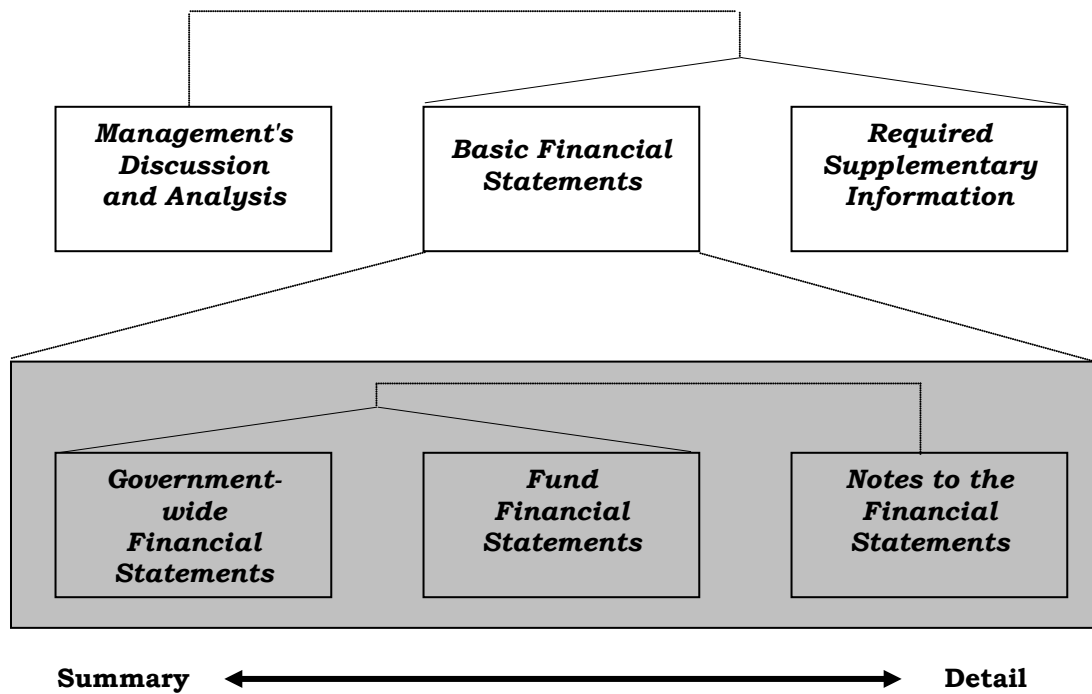 Management's
Discussion
and Analysis
Basic Financial
Statements
Required
Supplementary
Information
Government-
wide
Financial
Statements
Fund
Financial
Statements
Notes to the
Financial
Statements
Summary
Detail